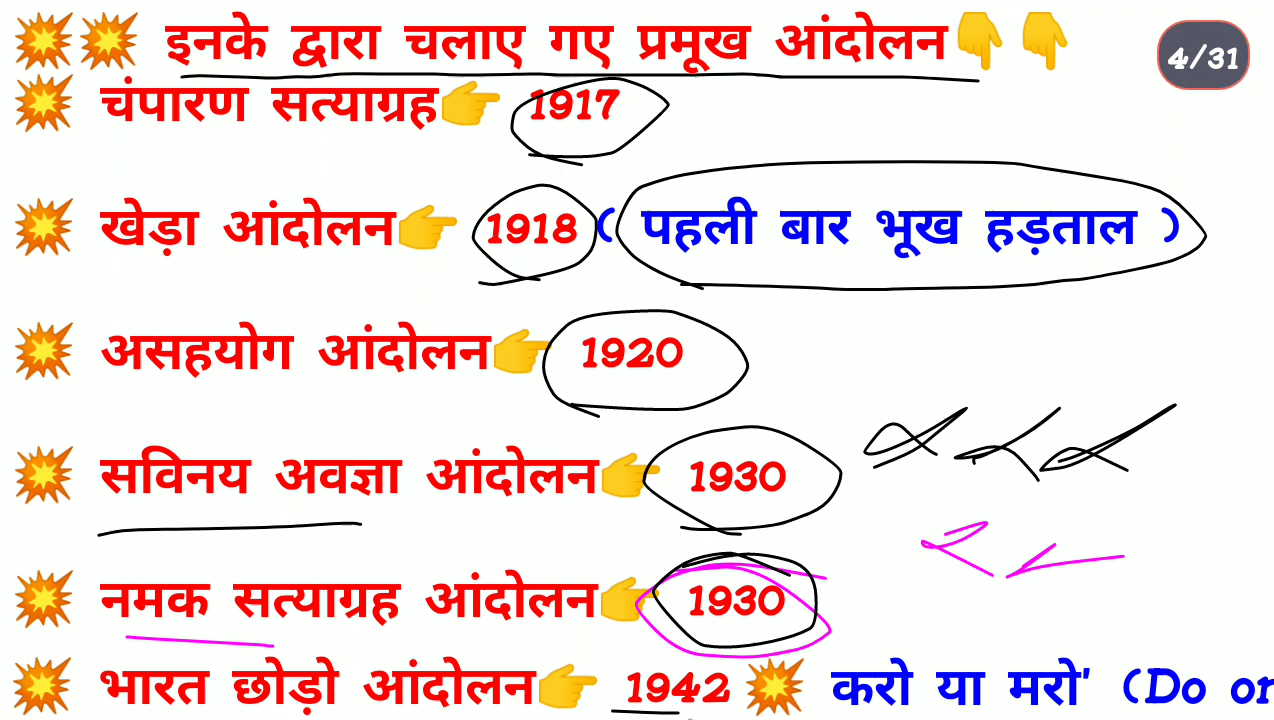 💥💥 इनके द्वारा चलाए गए प्रमूख आंदोलन👇👇
4/31
💥 चंपारण सत्याग्रह👉 1917
💥 खेड़ा आंदोलन👉 1918 ( पहली बार भूख हड़ताल )
💥 असहयोग आंदोलन👉 1920
💥 सविनय अवज्ञा आंदोलन👉 1930
💥 नमक सत्याग्रह आंदोलन👉 1930
💥 भारत छोड़ो आंदोलन👉 1942 💥 करो या मरो' (Do or